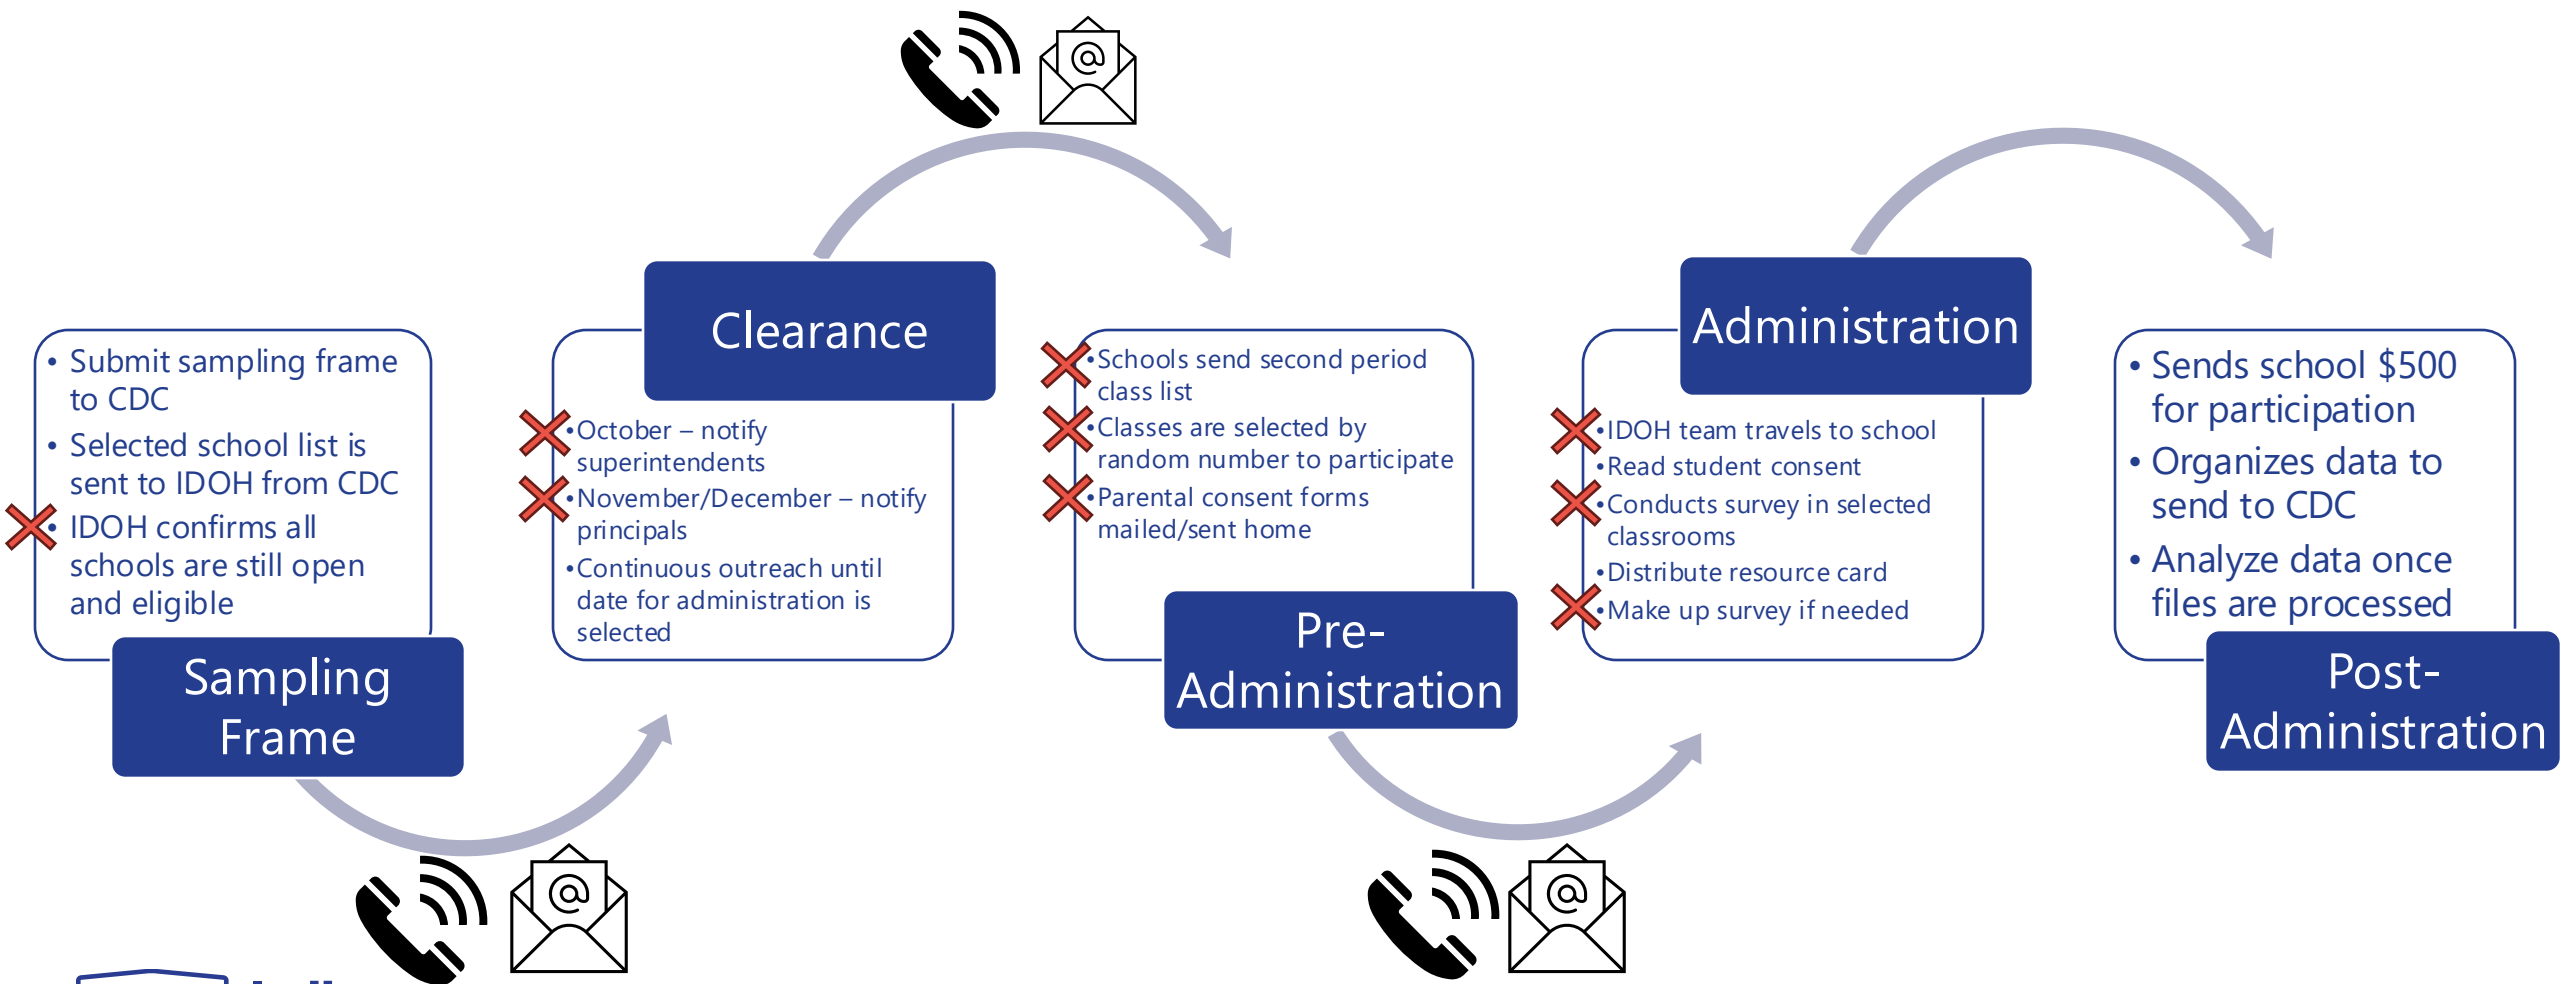 • Submit sampling frame
to CDC
• Selected school list is
sent to IDOH from CDC
• IDOH confirms all
schools are still open
and eligible
Sampling
Frame
Clearance
•October – notify
superintendents
•November/December – notify
principals
•Continuous outreach until
date for administration is
selected
•Schools send second period
class list
•Classes are selected by
random number to participate
•Parental consent forms
mailed/sent home
Pre-
Administration
Administration
•IDOH team travels to school
•Read student consent
•Conducts survey in selected
classrooms
•Distribute resource card
•Make up survey if needed
• Sends school $500
for participation
• Organizes data to
send to CDC
• Analyze data once
files are processed
Post-
Administration
@
@
@